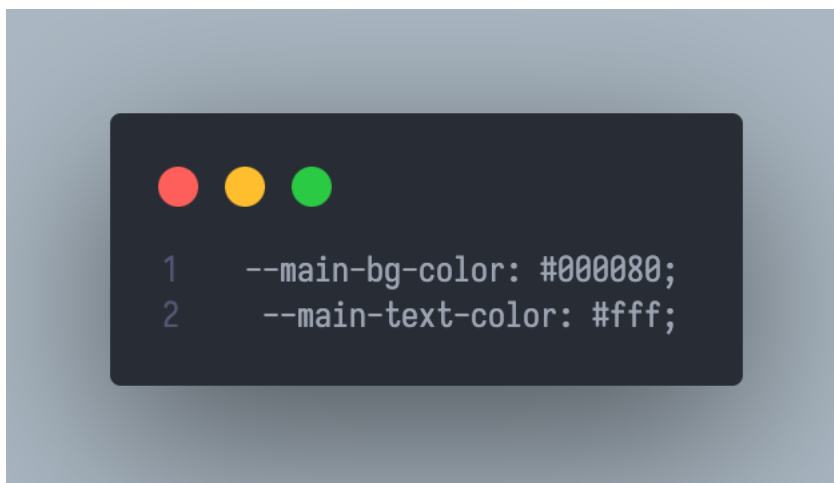 1 --main-bg-color: #000080;
2 --main-text-color: #fff;